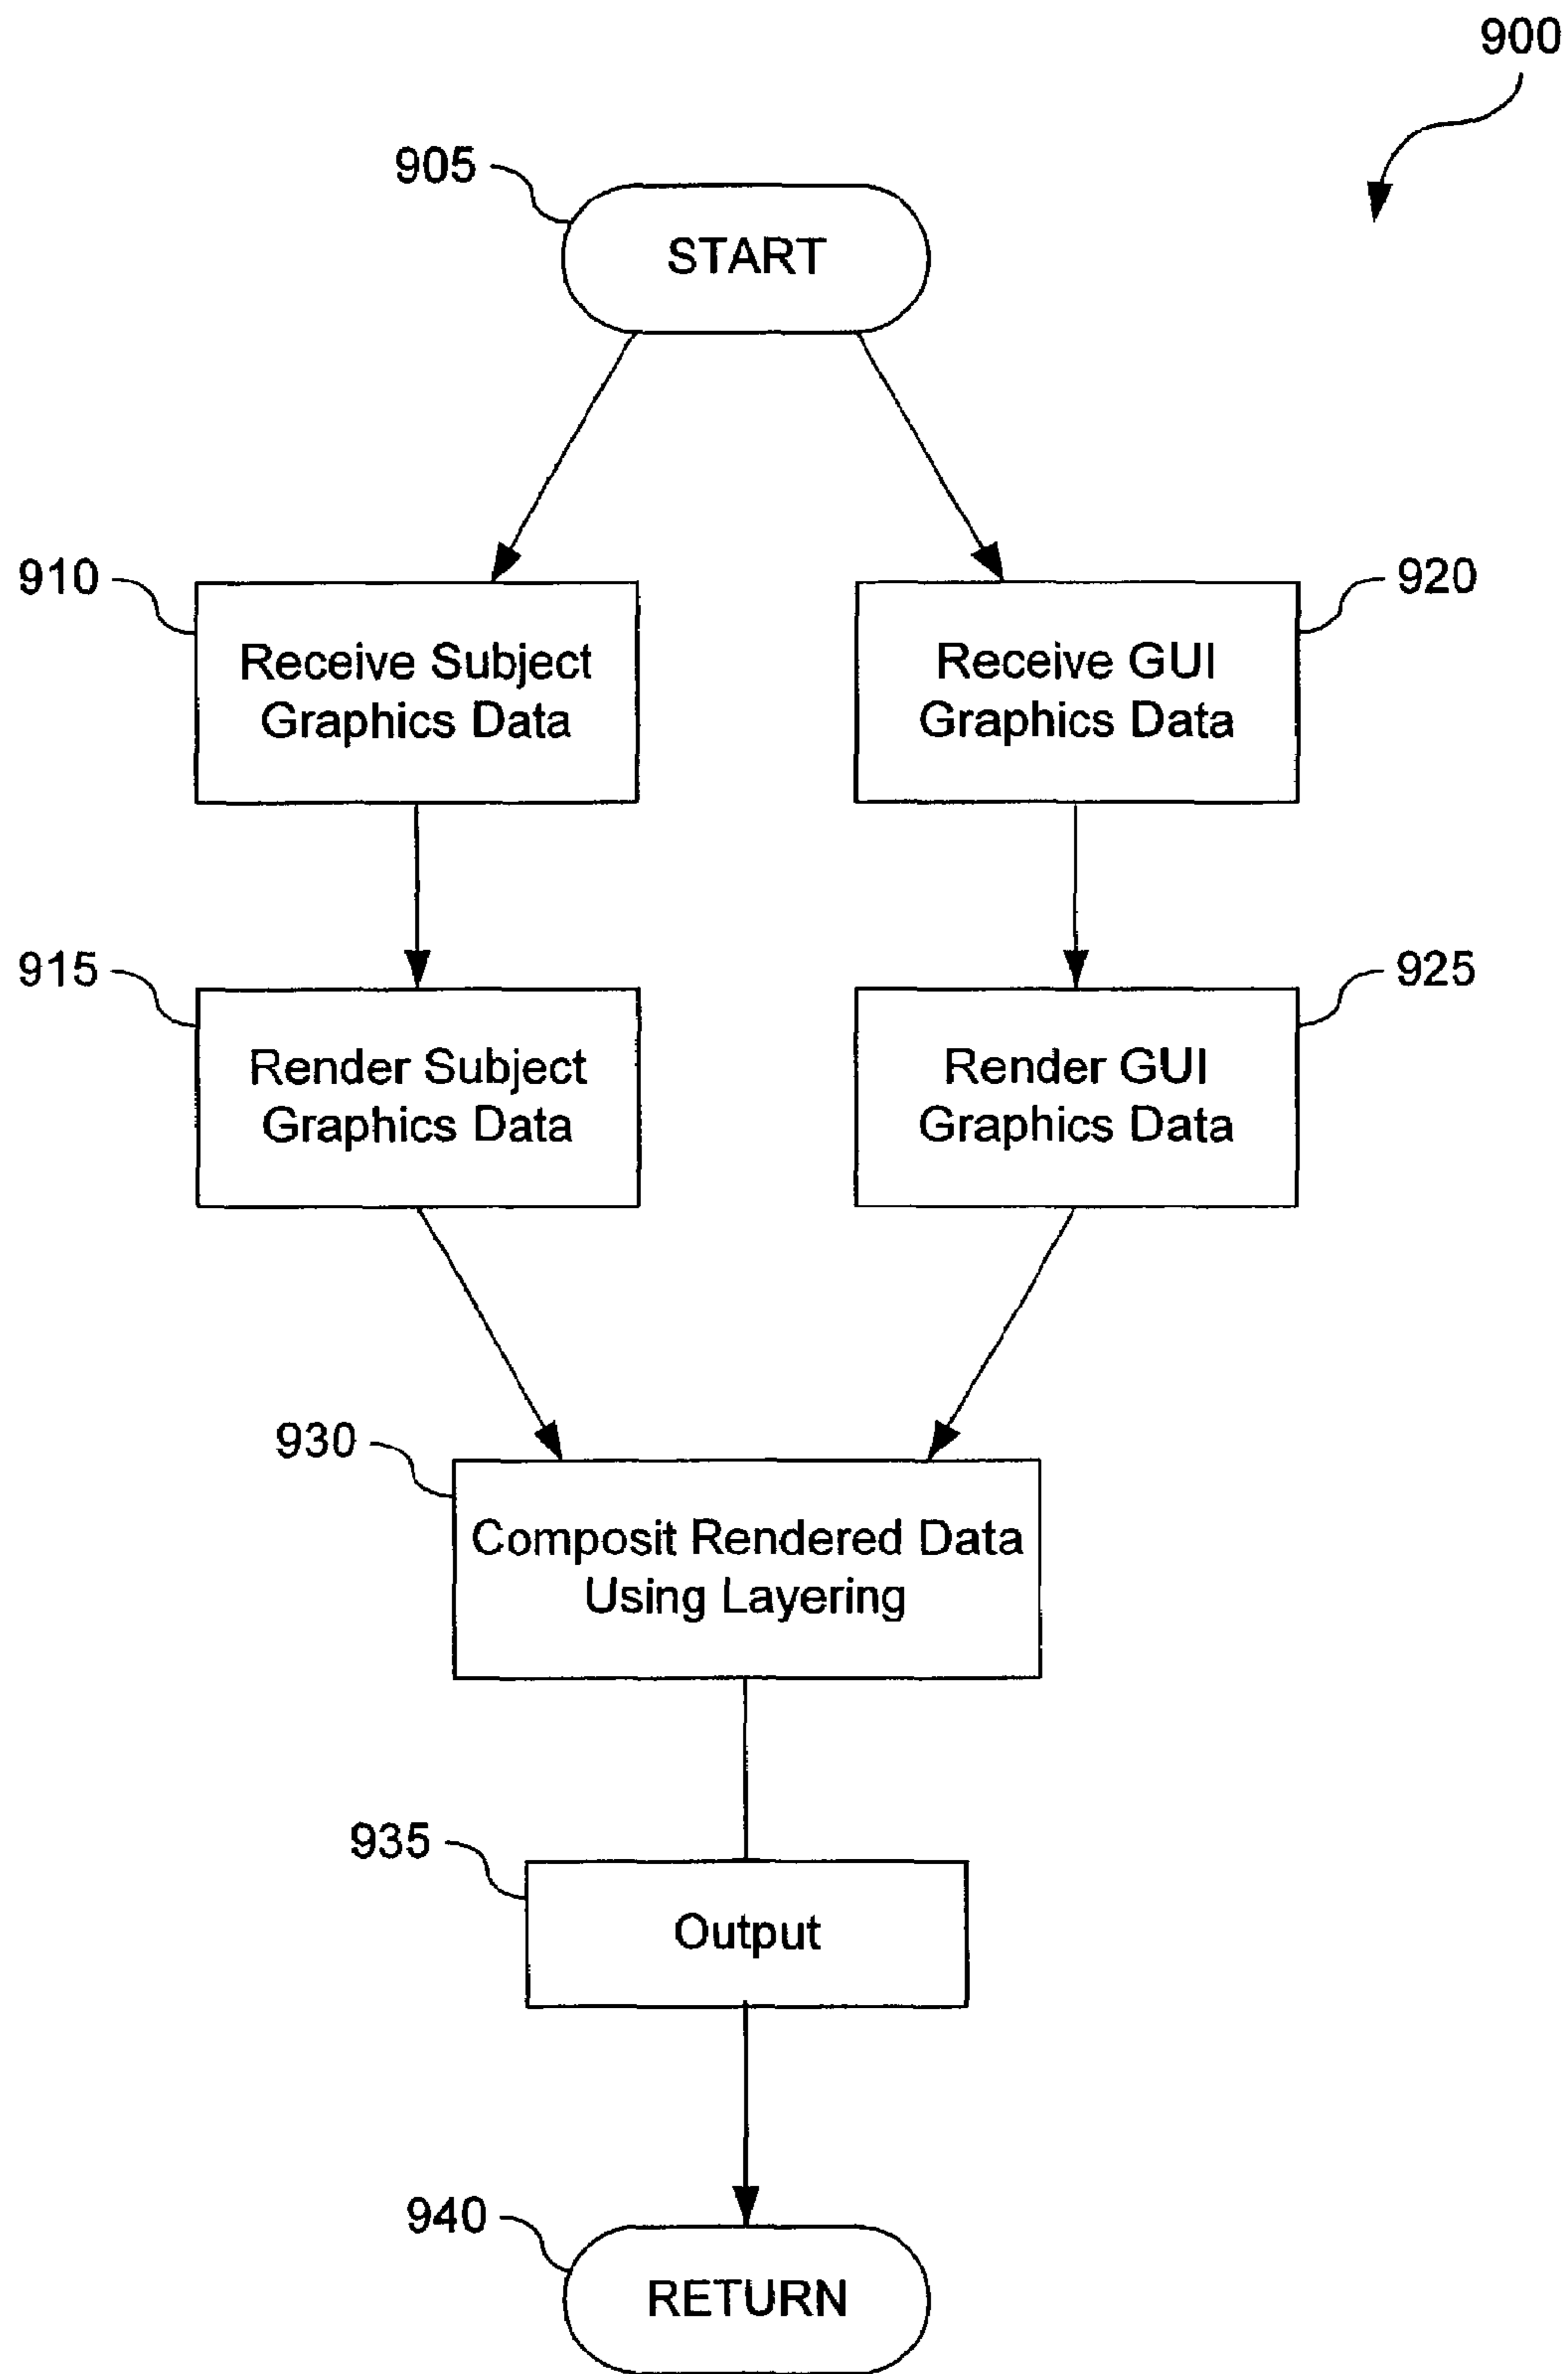 900
905
START
910
Receive Subject
Graphics Data
920
Receive GUI
Graphics Data
915
Render Subject
Graphics Data
925
Render GUI
Graphics Data
930
Composit Rendered Data
Using Layering
935
Output
940
RETURN